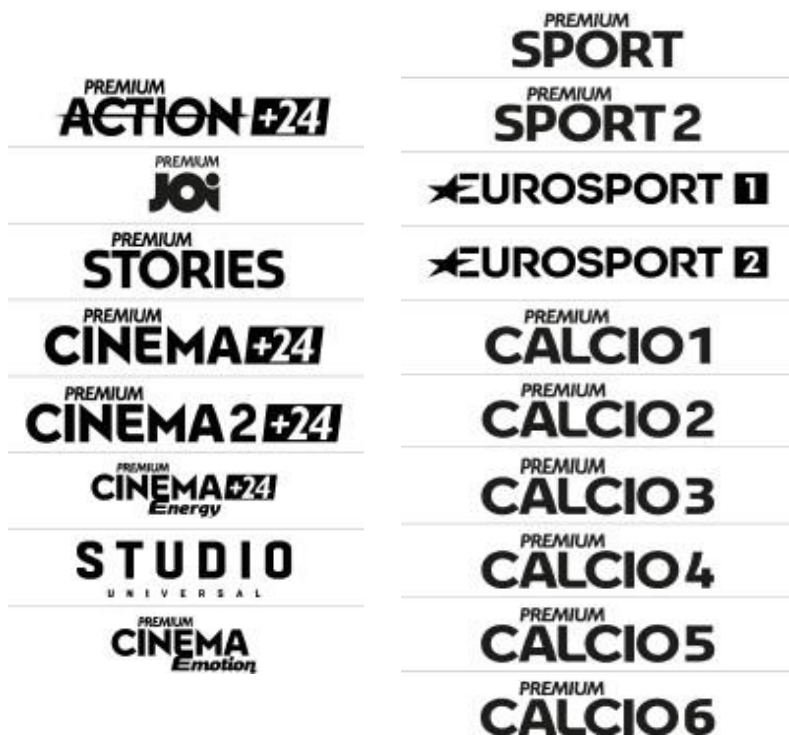 PREMIUM
ACTION +24
PREMIUM
JOi
PREMIUM
STORIES
PREMIUM
CINEMA +24
PREMIUM
CINEMA 2 +24
PREMIUM
CINEMA +24
Energy
STUDIO
UNIVERSAL
PREMIUM
CINEMA
Emotion
PREMIUM
SPORT
PREMIUM
SPORT 2
EUROSPORT 1
EUROSPORT 2
PREMIUM
CALCIO 1
PREMIUM
CALCIO 2
PREMIUM
CALCIO 3
PREMIUM
CALCIO 4
PREMIUM
CALCIO 5
PREMIUM
CALCIO 6